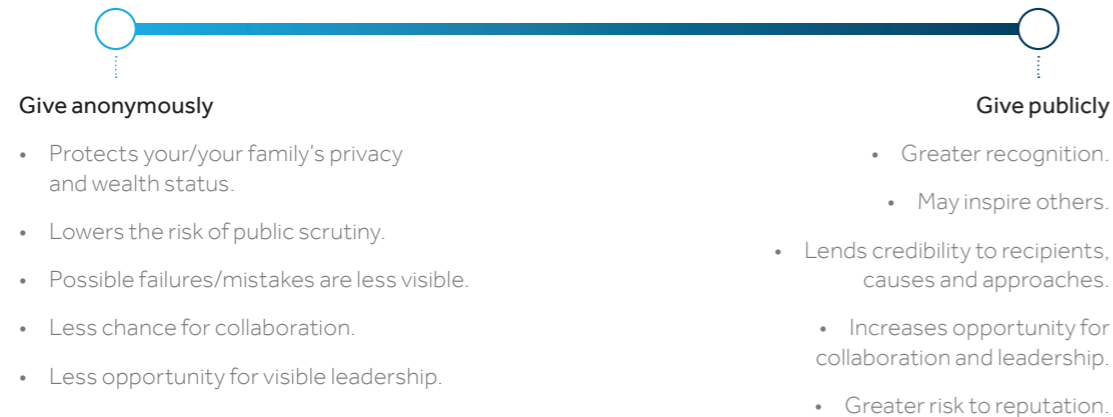 Give anonymously
• Protects your/your family's privacy
and wealth status.
• Lowers the risk of public scrutiny.
• Possible failures/mistakes are less visible.
• Less chance for collaboration.
• Less opportunity for visible leadership.
Give publicly
• Greater recognition.
• May inspire others.
• Lends credibility to recipients,
causes and approaches.
• Increases opportunity for
collaboration and leadership.
• Greater risk to reputation.